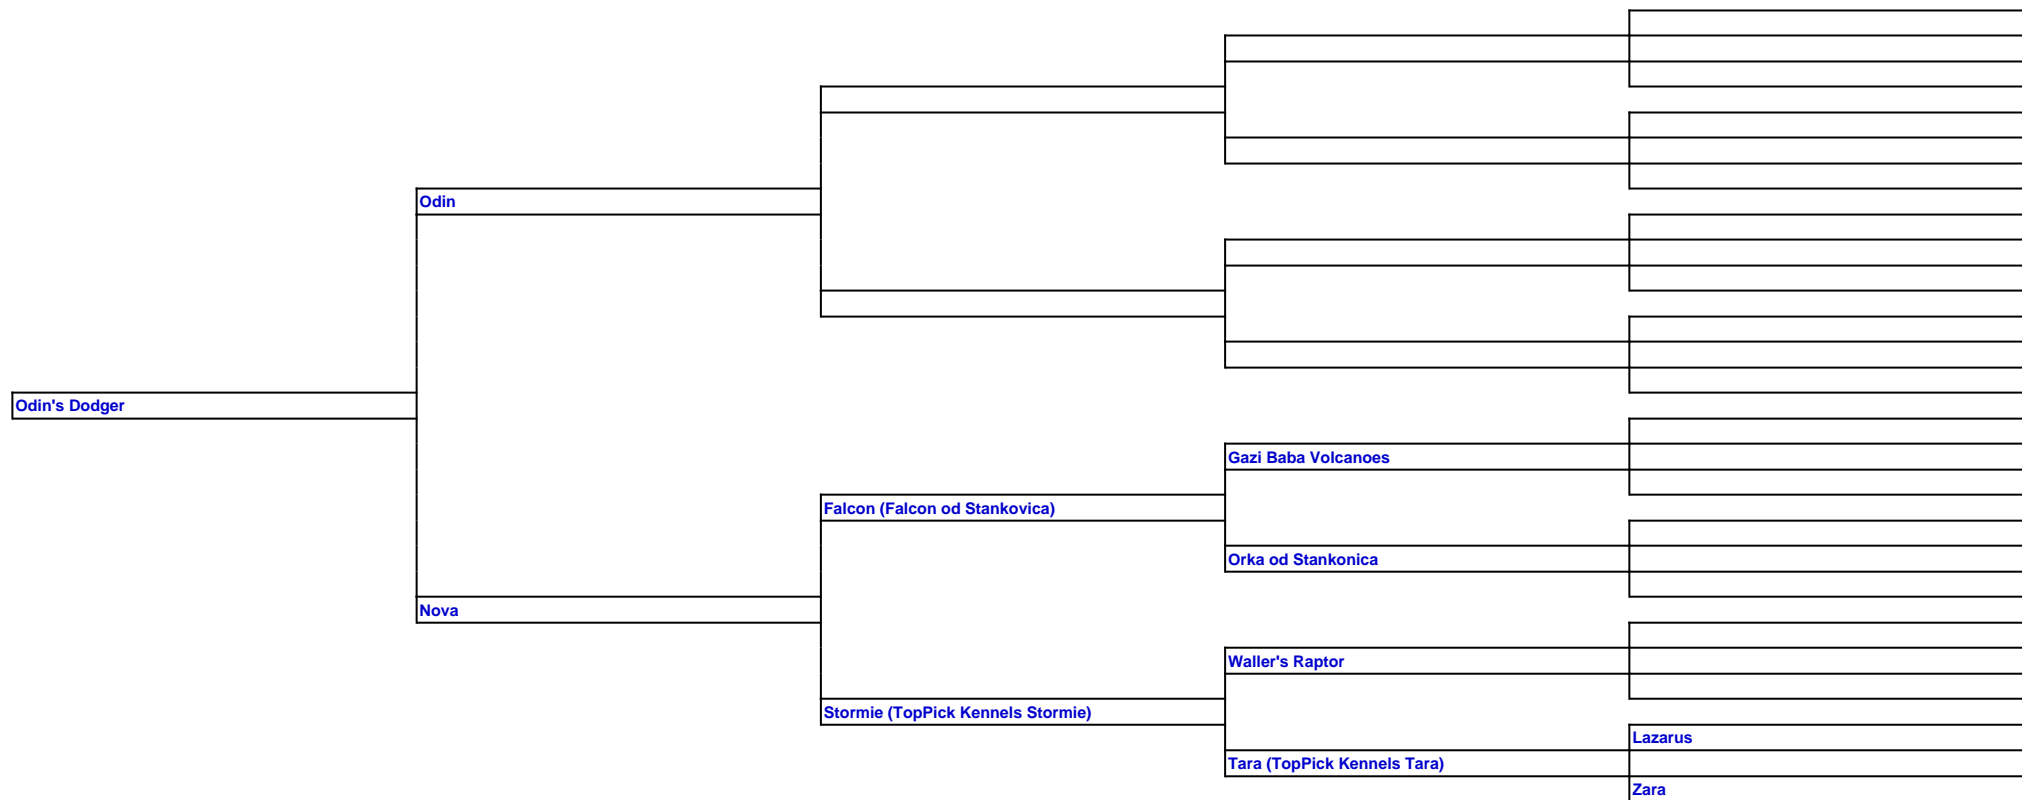 Odin
Odin's Dodger
Gazi Baba Volcanoes
Falcon (Falcon od Stankovica)
Orka od Stankonica
Nova
Waller's Raptor
Stormie (TopPick Kennels Stormie)
Lazarus
Tara (TopPick Kennels Tara)
Zara